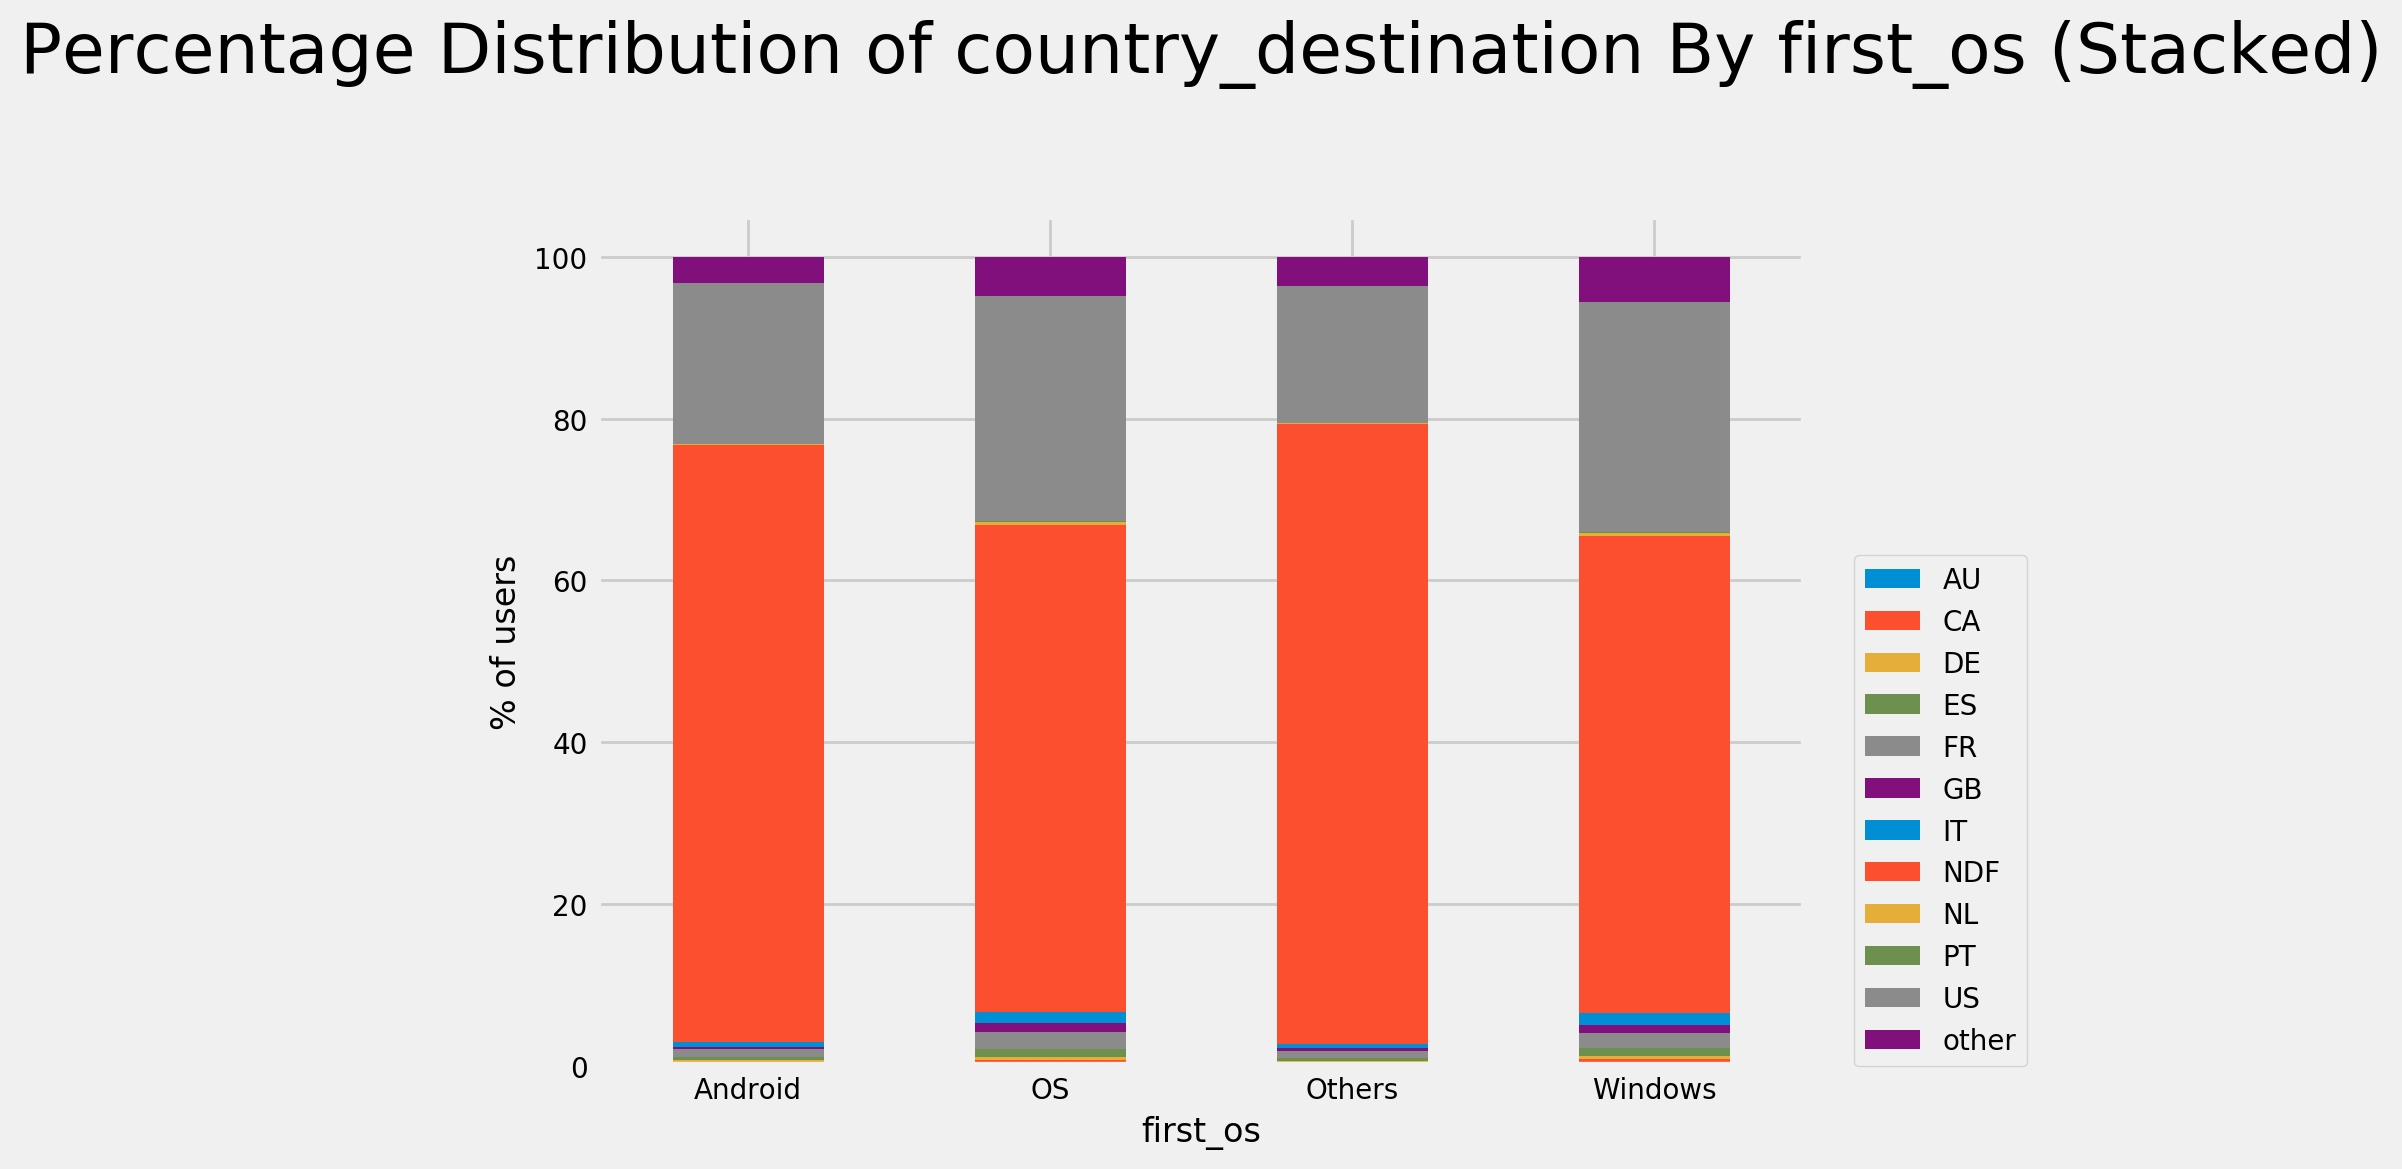 Percentage Distribution of country_destination By first_os (Stacked)
100
80
60
40
20
0
% of users
Android
OS
Others
Windows
first_os
AU
CA
DE
ES
FR
GB
IT
NDF
NL
PT
US
other